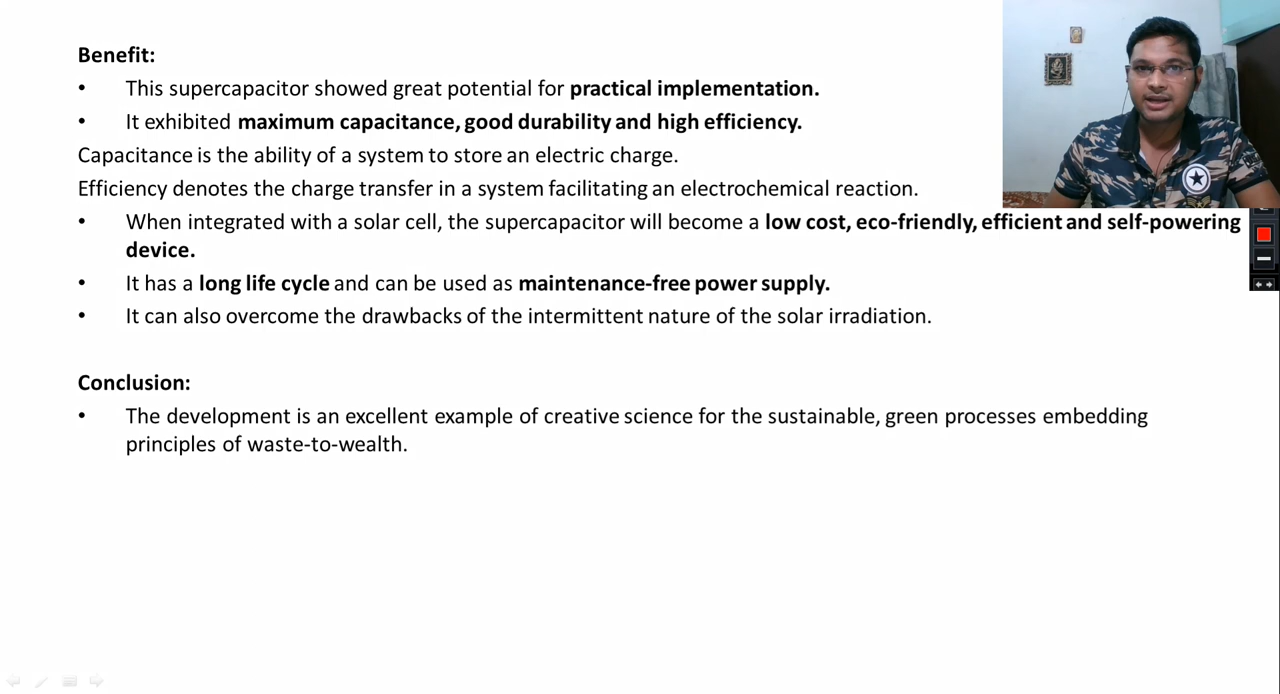 Benefit:
• This supercapacitor showed great potential for practical implementation.
• It exhibited maximum capacitance, good durability and high efficiency.
Capacitance is the ability of a system to store an electric charge.
Efficiency denotes the charge transfer in a system facilitating an electrochemical reaction.
• When integrated with a solar cell, the supercapacitor will become a low cost, eco-friendly, efficient and self-powering
device.
• It has a long life cycle and can be used as maintenance-free power supply.
• It can also overcome the drawbacks of the intermittent nature of the solar irradiation.
Conclusion:
• The development is an excellent example of creative science for the sustainable, green processes embedding
principles of waste-to-wealth.